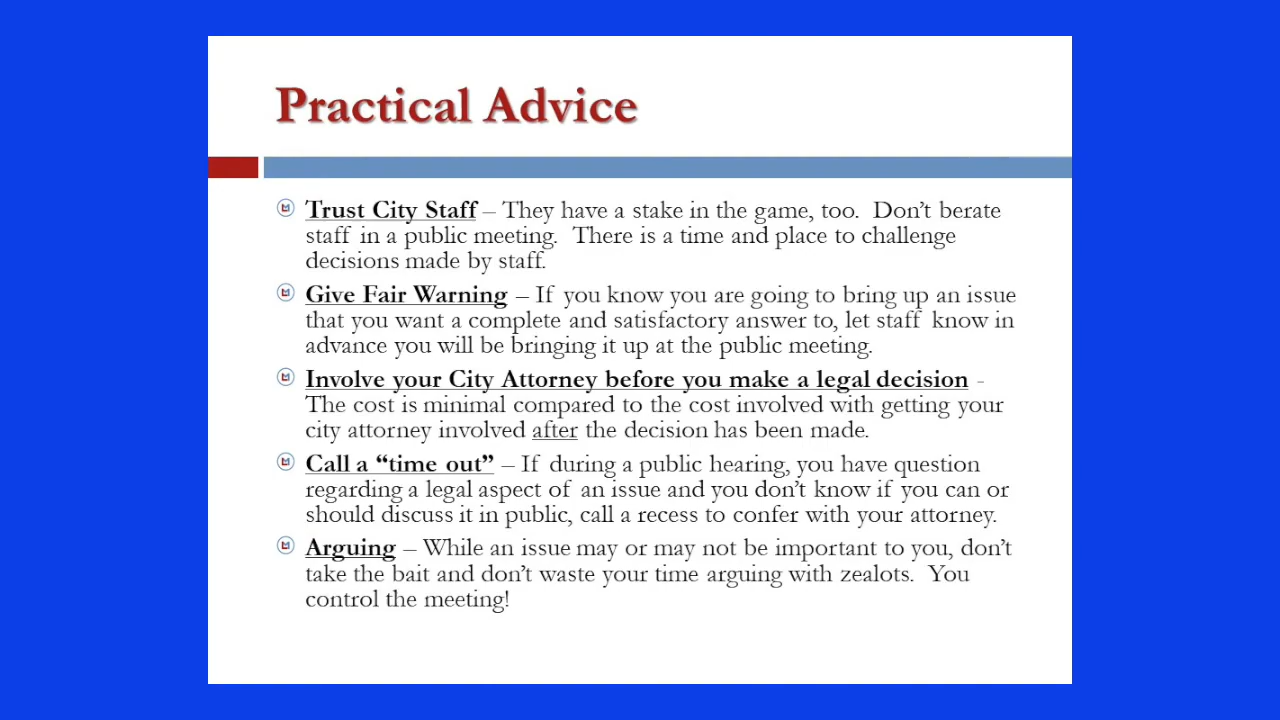 Practical Advice
Trust City Staff – They have a stake in the game, too. Don't berate
staff in a public meeting. There is a time and place to challenge
decisions made by staff.
Give Fair Warning – If you know you are going to bring up an issue
that you want a complete and satisfactory answer to, let staff know in
advance you will be bringing it up at the public meeting.
Involve your City Attorney before you make a legal decision -
The cost is minimal compared to the cost involved with getting your
city attorney involved after the decision has been made.
Call a “time out” – If during a public hearing, you have question
regarding a legal aspect of an issue and you don't know if you can or
should discuss it in public, call a recess to confer with your attorney.
Arguing – While an issue may or may not be important to you, don't
take the bait and don't waste your time arguing with zealots. You
control the meeting!